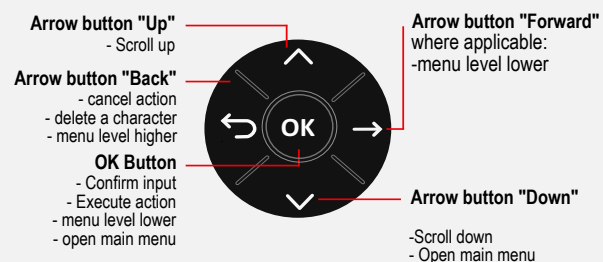 Arrow button "Up"
- Scroll up
Arrow button "Back"
- cancel action
- delete a character
- menu level higher
OK Button
- Confirm input
- Execute action
- menu level lower
- open main menu
OK
Arrow button "Forward"
where applicable:
-menu level lower
Arrow button "Down"
-Scroll down
- Open main menu